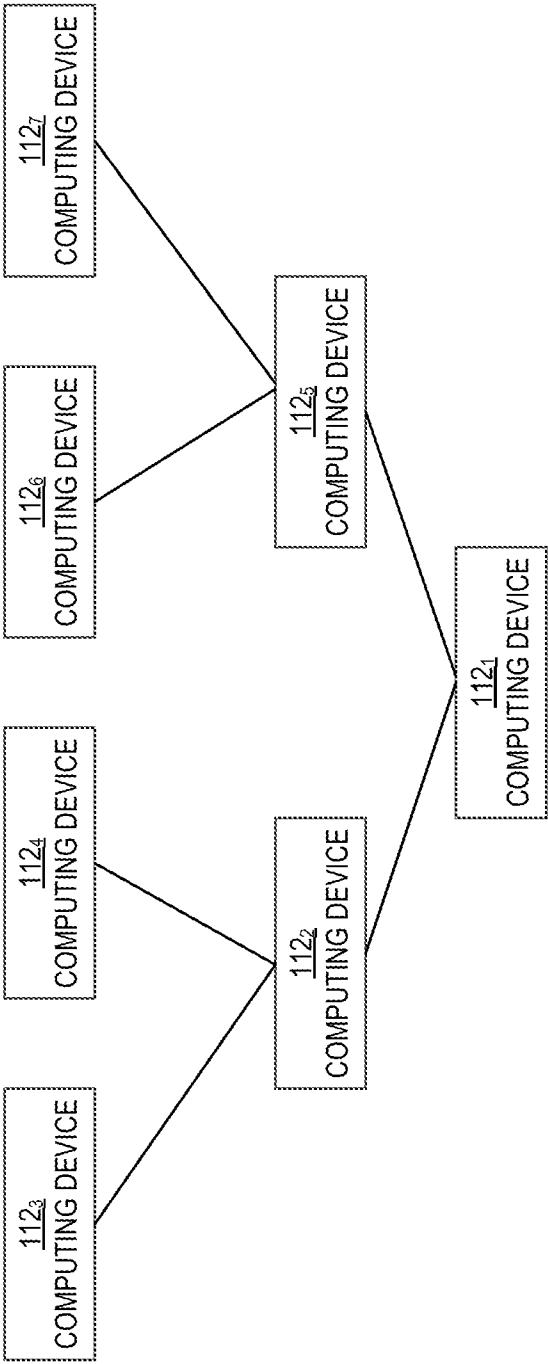 112₃
COMPUTING DEVICE
112₄
COMPUTING DEVICE
112₆
COMPUTING DEVICE
112₇
COMPUTING DEVICE
112₂
COMPUTING DEVICE
112₅
COMPUTING DEVICE
112₁
COMPUTING DEVICE